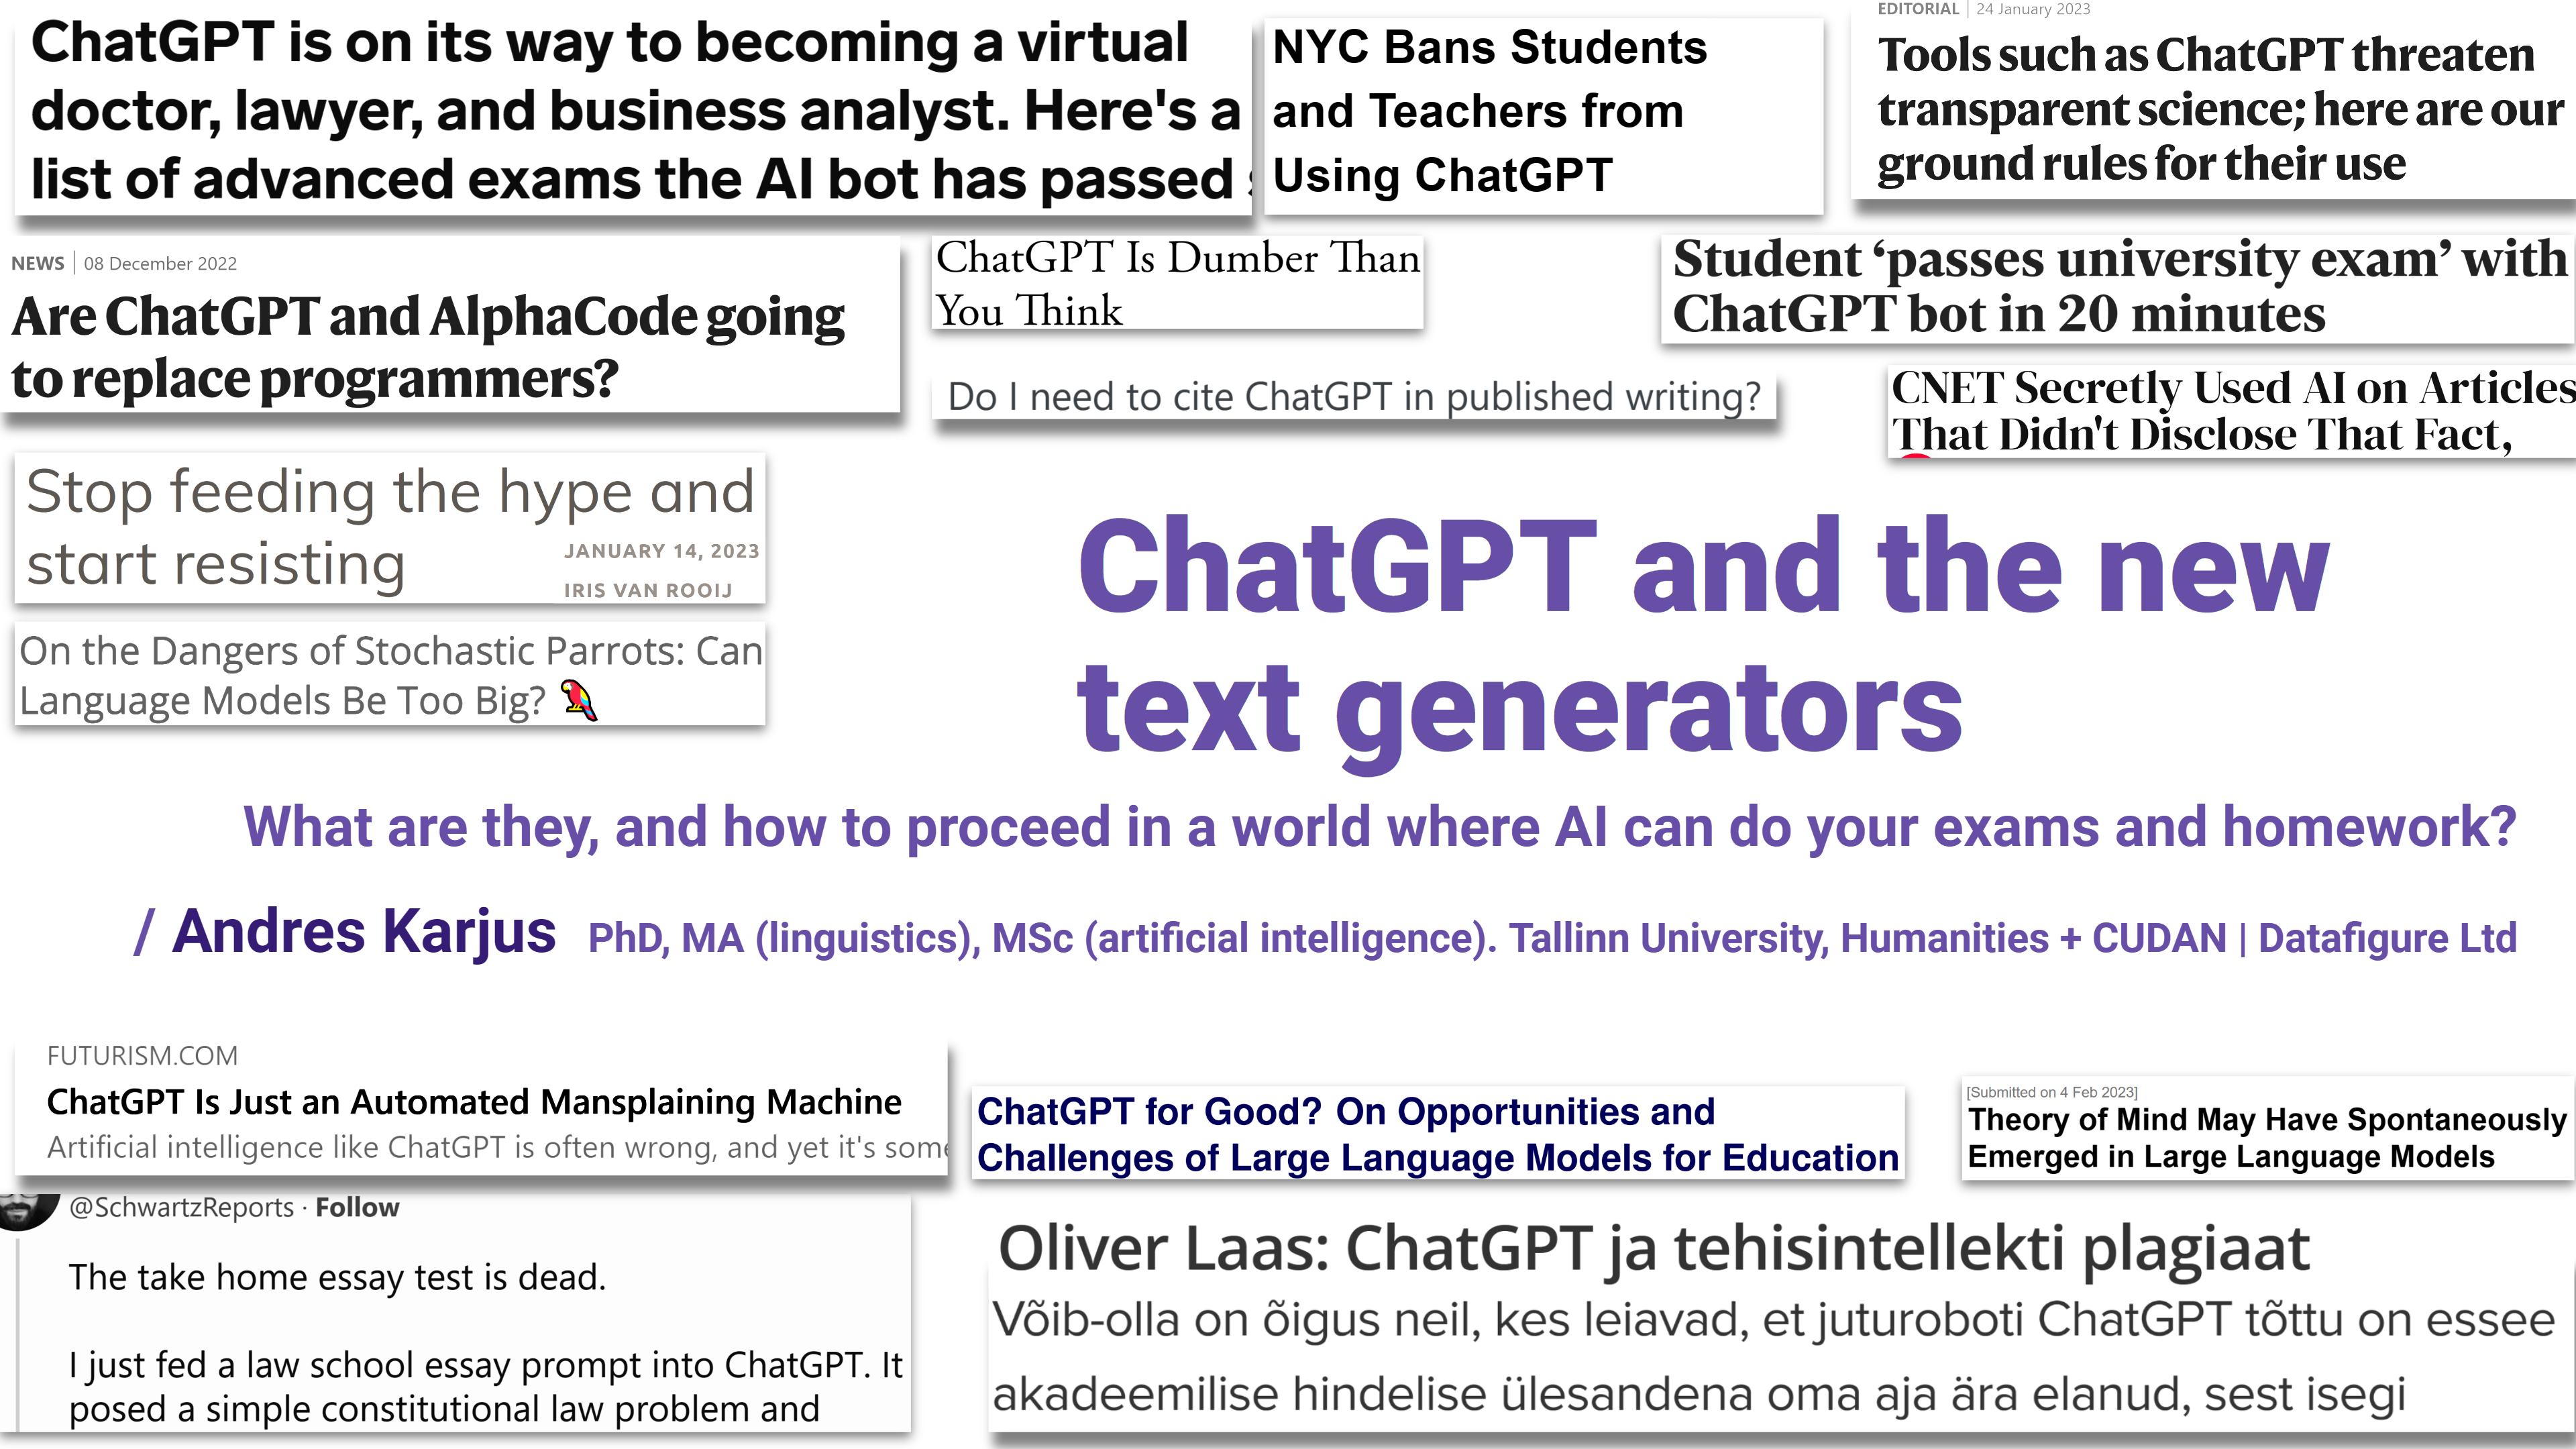 ChatGPT is on its way to becoming a virtual
doctor, lawyer, and business analyst. Here's a
list of advanced exams the AI bot has passed
NYC Bans Students
and Teachers from
Using ChatGPT
EDITORIAL | 24 January 2023
Tools such as ChatGPT threaten
transparent science; here are our
ground rules for their use
NEWS | 08 December 2022
Are ChatGPT and AlphaCode going
to replace programmers?
ChatGPT Is Dumber Than
You Think
Student ‘passes university exam’ with
ChatGPT bot in 20 minutes
Do I need to cite ChatGPT in published writing?
CNET Secretly Used AI on Articles
That Didn't Disclose That Fact,
Stop feeding the hype and
start resisting
JANUARY 14, 2023
IRIS VAN ROOIJ
On the Dangers of Stochastic Parrots: Can
Language Models Be Too Big? 🦜
ChatGPT and the new
text generators
What are they, and how to proceed in a world where AI can do your exams and homework?
/ Andres Karjus PhD, MA (linguistics), MSc (artificial intelligence). Tallinn University, Humanities + CUDAN | Datafigure Ltd
FUTURISM.COM
ChatGPT Is Just an Automated Mansplaining Machine
Artificial intelligence like ChatGPT is often wrong, and yet it's some
ChatGPT for Good? On Opportunities and
Challenges of Large Language Models for Education
[Submitted on 4 Feb 2023]
Theory of Mind May Have Spontaneously
Emerged in Large Language Models
@SchwartzReports · Follow
The take home essay test is dead.
I just fed a law school essay prompt into ChatGPT. It
posed a simple constitutional law problem and
Oliver Laas: ChatGPT ja tehisintellekti plagiaat
Võib-olla on õigus neil, kes leiavad, et juturoboti ChatGPT tõttu on essee
akadeemilise hindelise ülesandena oma aja ära elanud, sest isegi